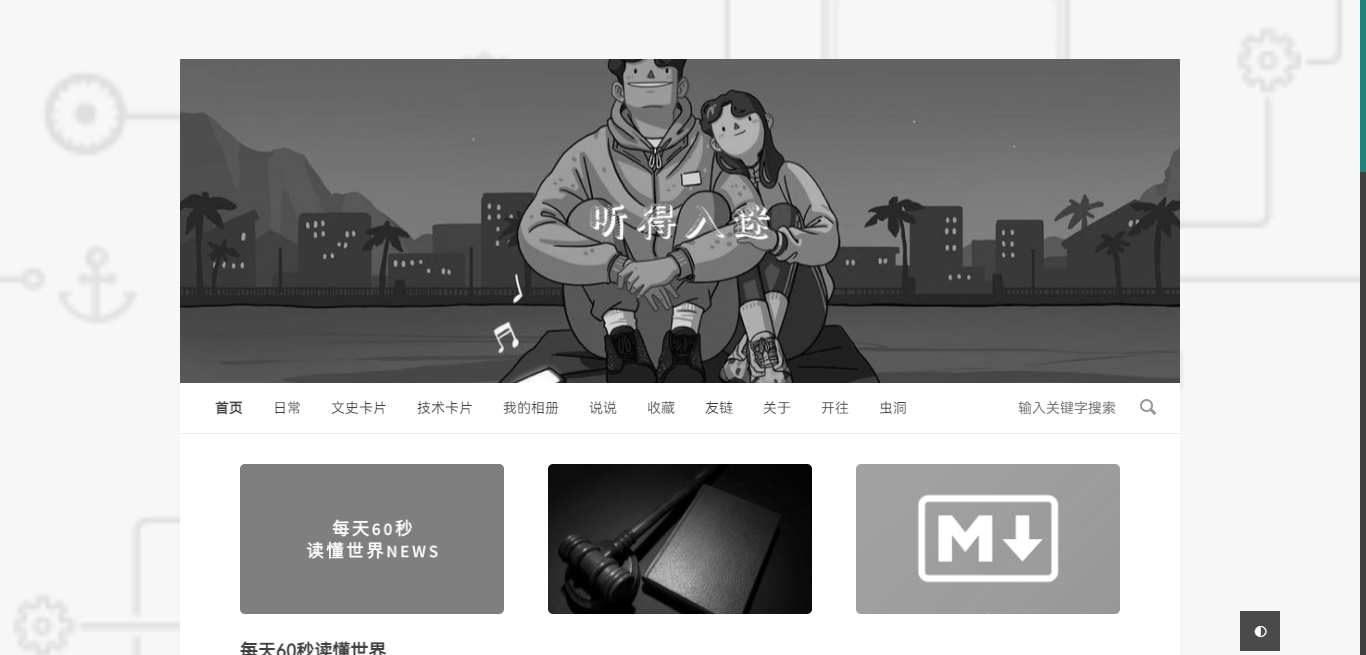 听得入迷
首页 日常 文史卡片 技术卡片 我的相册 说说 收藏 友链 关于 开往 虫洞 输入关键字搜索
每天60秒
读懂世界NEWS
M
每天60秒读懂世界